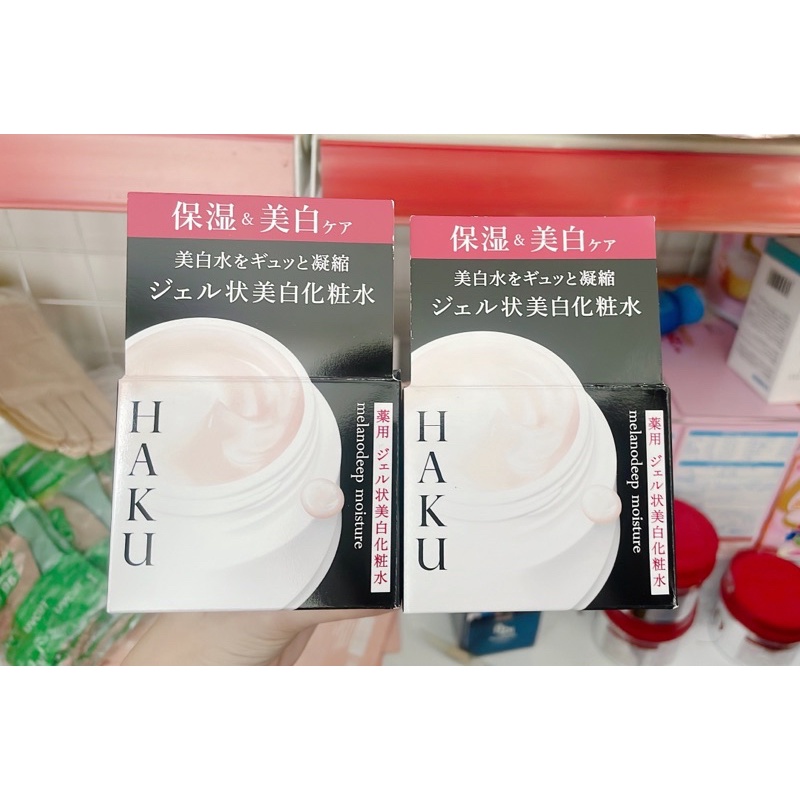 保湿&美白ケア
美白水をギュッと凝縮
ジェル状美白化粧水
HAKU
melanodeep moisture
薬用 ジェル状美白化粧水
保湿&美白ケア
美白水をギュッと凝縮
ジェル状美白化粧水
HAKU
melanodeep moisture
薬用 ジェル状美白化粧水